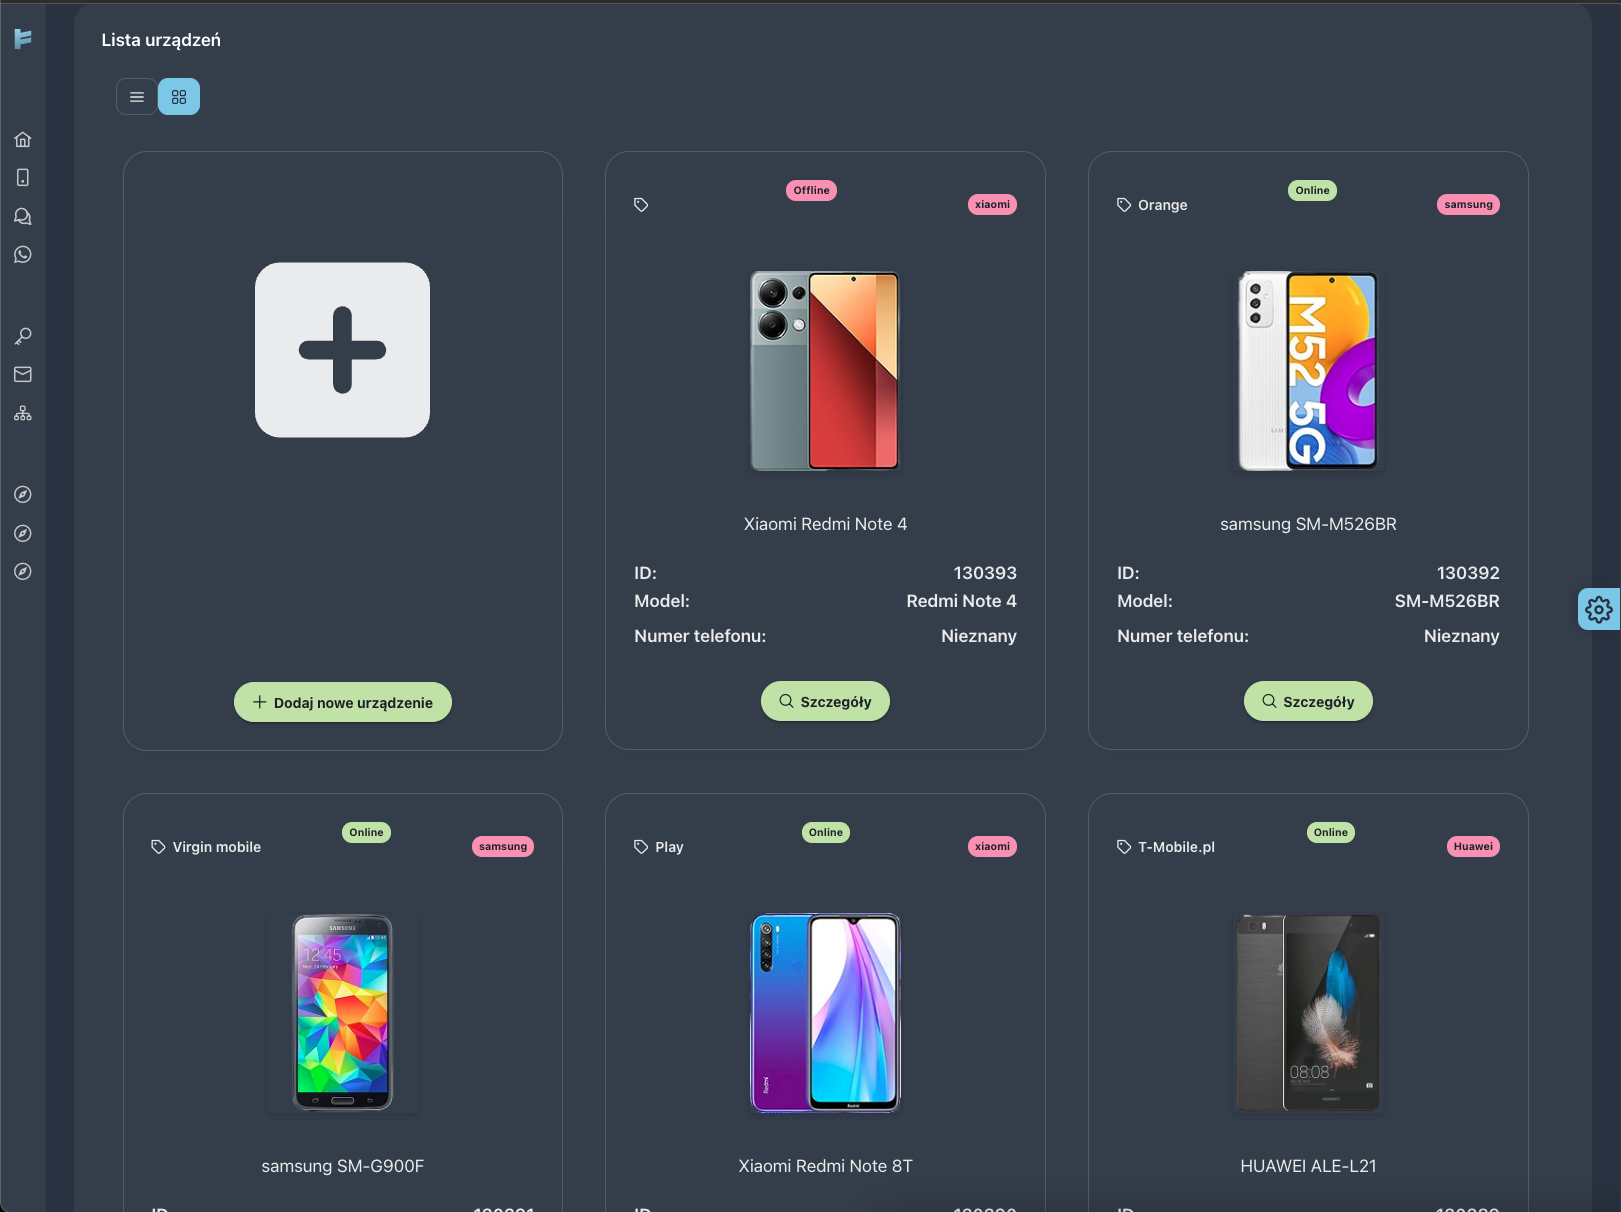 Lista urządzeń
Dodaj nowe urządzenie
Offline
xiaomi
Xiaomi Redmi Note 4
ID: 130393
Model: Redmi Note 4
Numer telefonu: Nieznany
Szczegóły
Orange
Online
samsung
M52 5G
samsung SM-M526BR
ID: 130392
Model: SM-M526BR
Numer telefonu: Nieznany
Szczegóły
Virgin mobile
Online
samsung
SAMSUNG
12:45
samsung SM-G900F
Play
Online
xiaomi
Redmi
Xiaomi Redmi Note 8T
T-Mobile.pl
Online
Huawei
08:08
HUAWEI ALE-L21